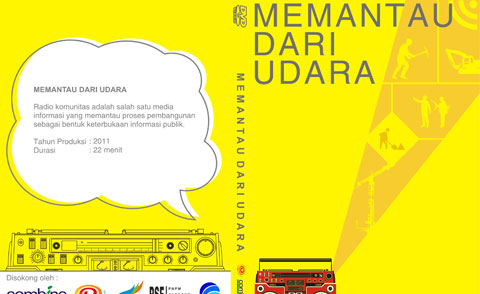 MEMANTAU DARI UDARA
Radio komunitas adalah salah satu media
informasi yang memantau proses pembangunan
sebagai bentuk keterbukaan informasi publik.
Tahun Produksi : 2011
Durasi : 22 menit
Disokong oleh :
combine
MEMANTAU DARI UDARA
MEMANTAU
DARI
UDARA